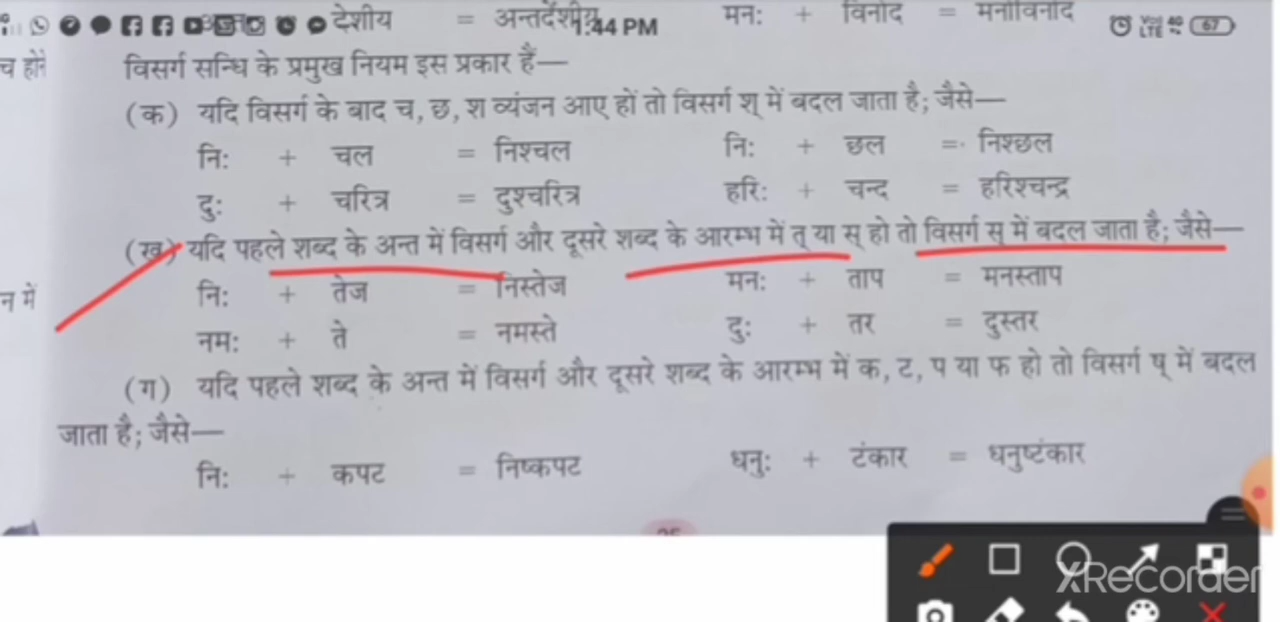 देशीय = अन्तर्देशीय मनः + विनोद = मनोविनोद
1:44 PM
67
च होने
विसर्ग सन्धि के प्रमुख नियम इस प्रकार हैं—
(क) यदि विसर्ग के बाद च, छ, श व्यंजन आए हों तो विसर्ग श् में बदल जाता है; जैसे—
निः + चल = निश्चल निः + छल = निश्छल
दुः + चरित्र = दुश्चरित्र हरिः + चन्द = हरिश्चन्द्र
(ख) यदि पहले शब्द के अन्त में विसर्ग और दूसरे शब्द के आरम्भ में त् या स् हो तो विसर्ग स् में बदल जाता है; जैसे—
न में
निः + तेज = निस्तेज मनः + ताप = मनस्ताप
नमः + ते = नमस्ते दुः + तर = दुस्तर
(ग) यदि पहले शब्द के अन्त में विसर्ग और दूसरे शब्द के आरम्भ में क, ट, प या फ हो तो विसर्ग ष् में बदल
जाता है; जैसे—
निः + कपट = निष्कपट धनुः + टंकार = धनुष्टंकार
XRecorder